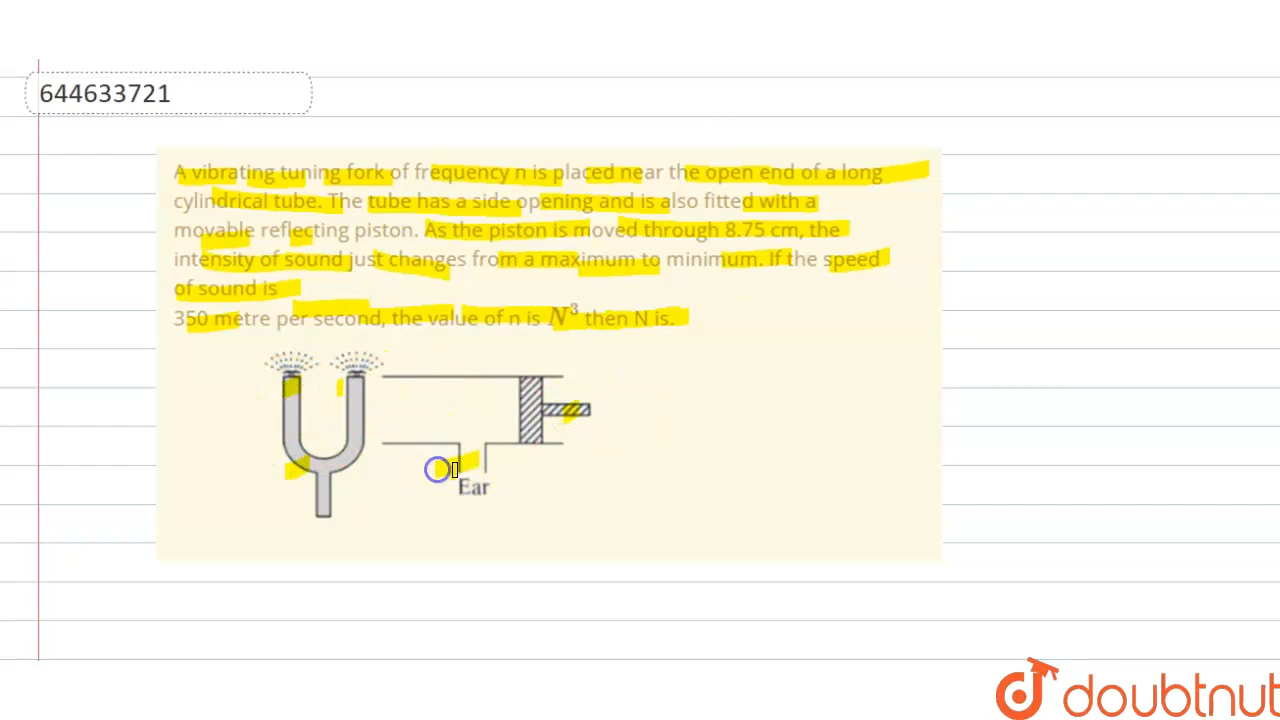 644633721
A vibrating tuning fork of frequency n is placed near the open end of a long
cylindrical tube. The tube has a side opening and is also fitted with a
movable reflecting piston. As the piston is moved through 8.75 cm, the
intensity of sound just changes from a maximum to minimum. If the speed
of sound is
350 metre per second, the value of n is N³ then N is.
Ear
doubtnut